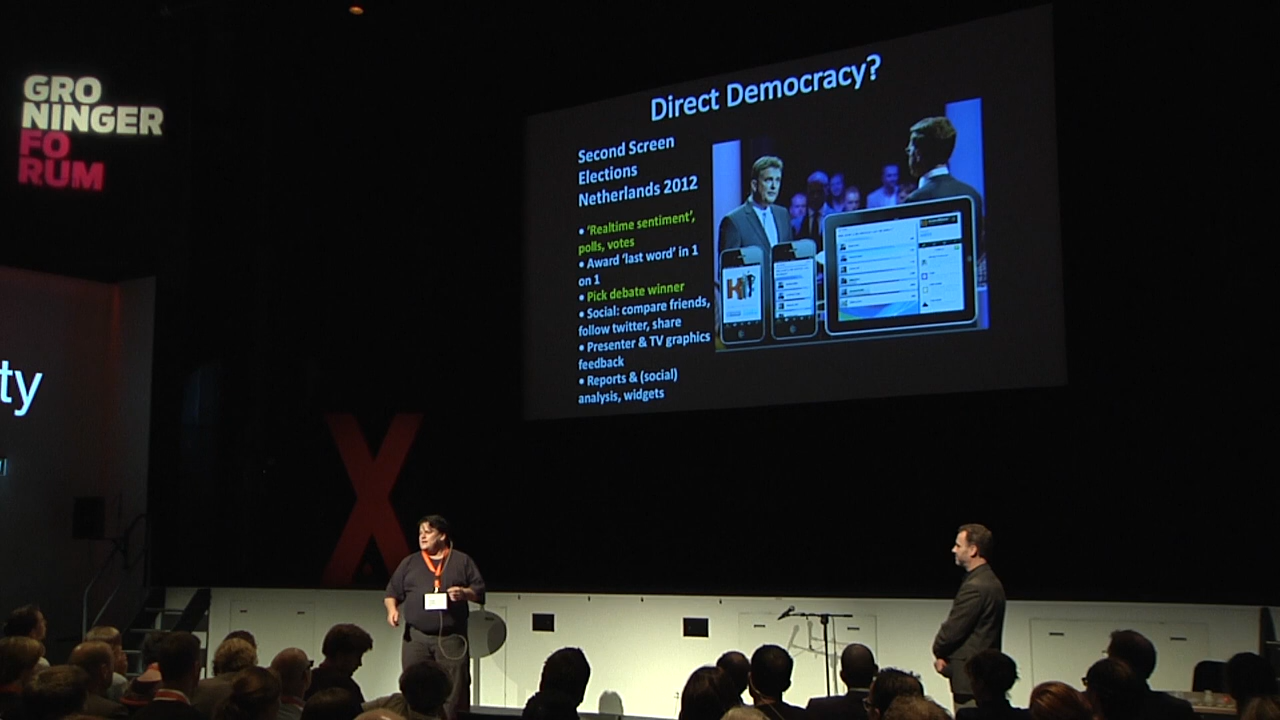 GRO
NINGER
FO
RUM
ty
X
Direct Democracy?
Second Screen
Elections
Netherlands 2012
• 'Realtime sentiment',
polls, votes
• Award 'last word' in 1
on 1
• Pick debate winner
• Social: compare friends,
follow twitter, share
• Presenter & TV graphics
feedback
• Reports & (social)
analysis, widgets